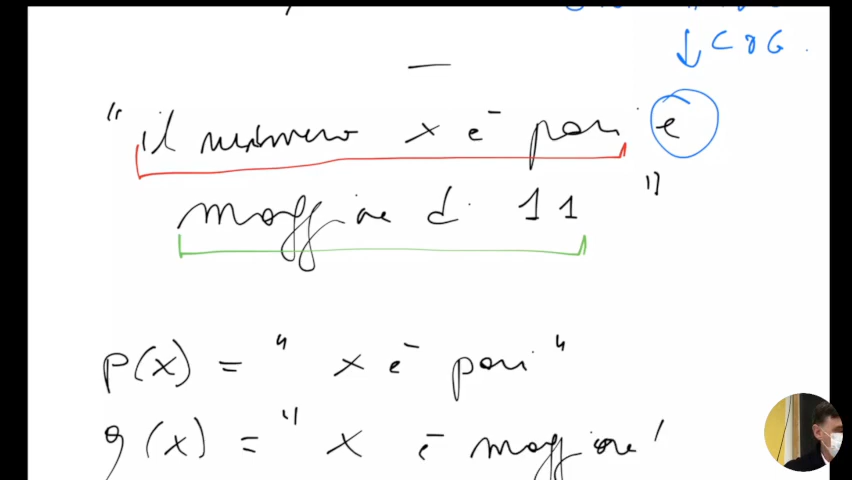 C O G
" il numero x è pari e
maggiore di 11 "
p(x) = " x è pari "
q(x) = " x è maggiore